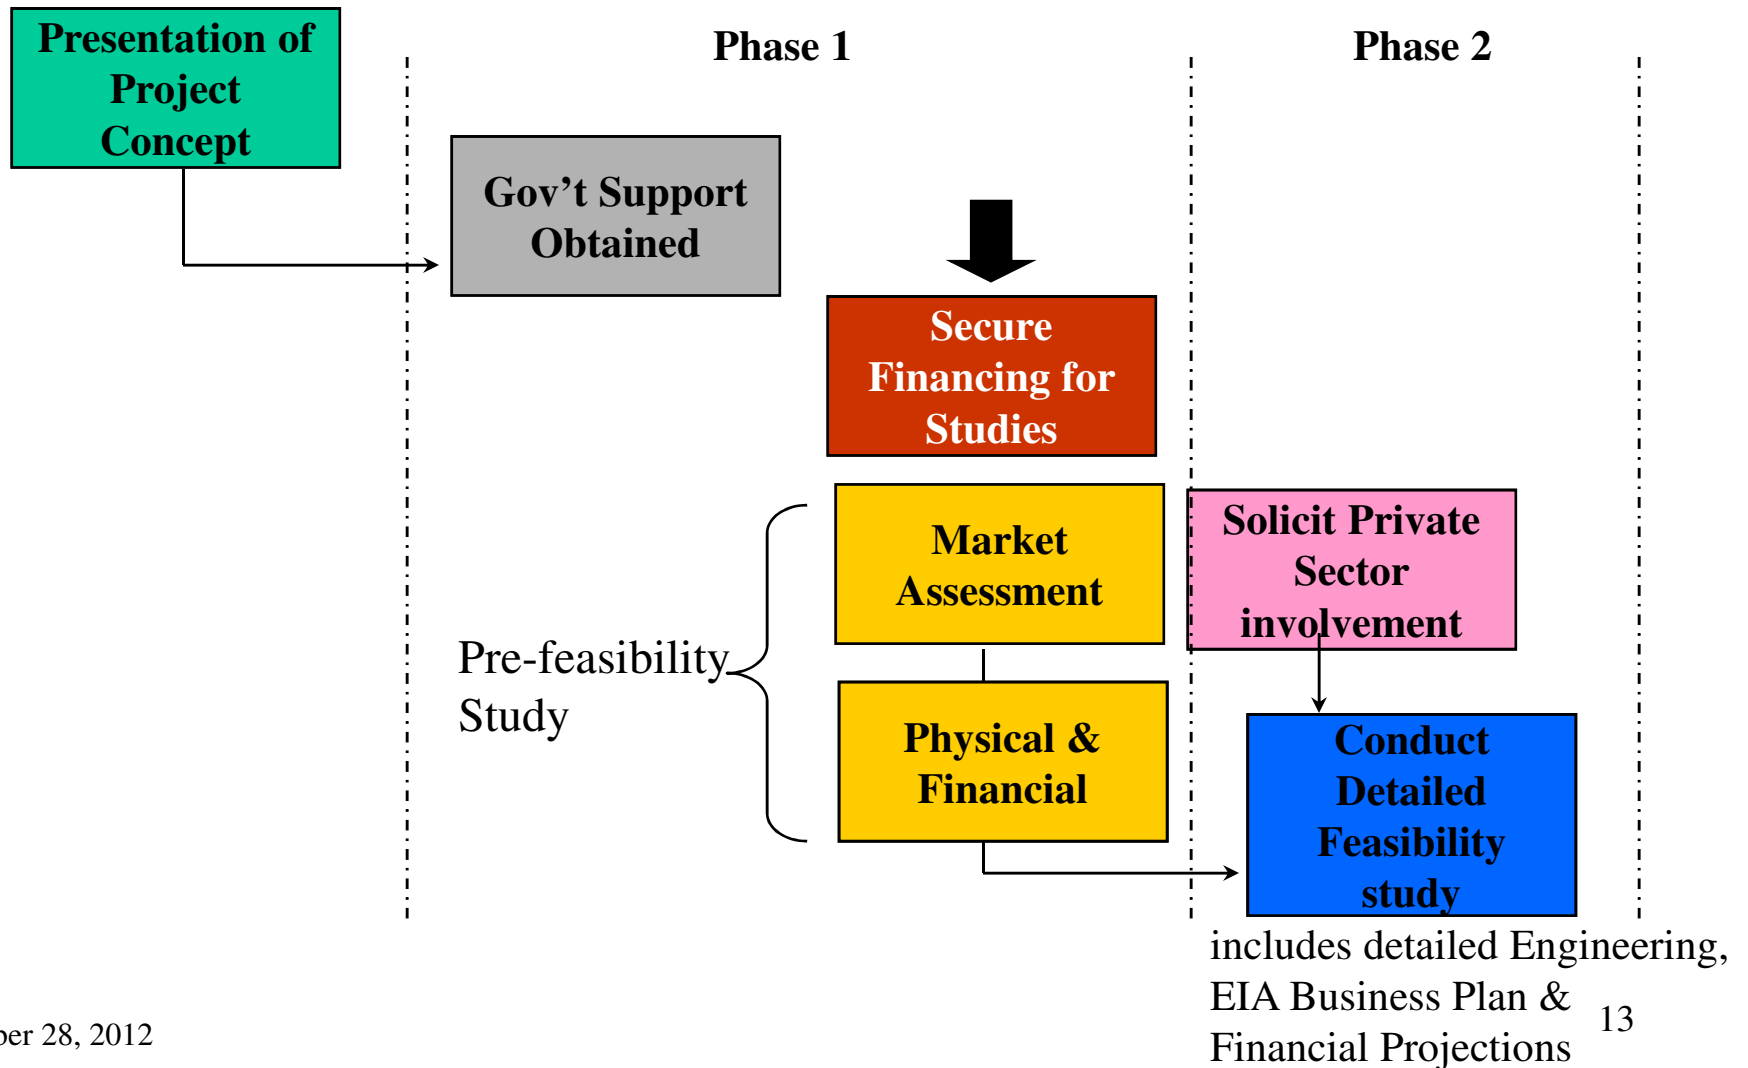 Presentation of
Project
Concept
Phase 1
Phase 2
Gov't Support
Obtained
Secure
Financing for
Studies
Market
Assessment
Solicit Private
Sector
involvement
Pre-feasibility
Study
Physical &
Financial
Conduct
Detailed
Feasibility
study
includes detailed Engineering,
EIA Business Plan &
Financial Projections
28, 2012
13